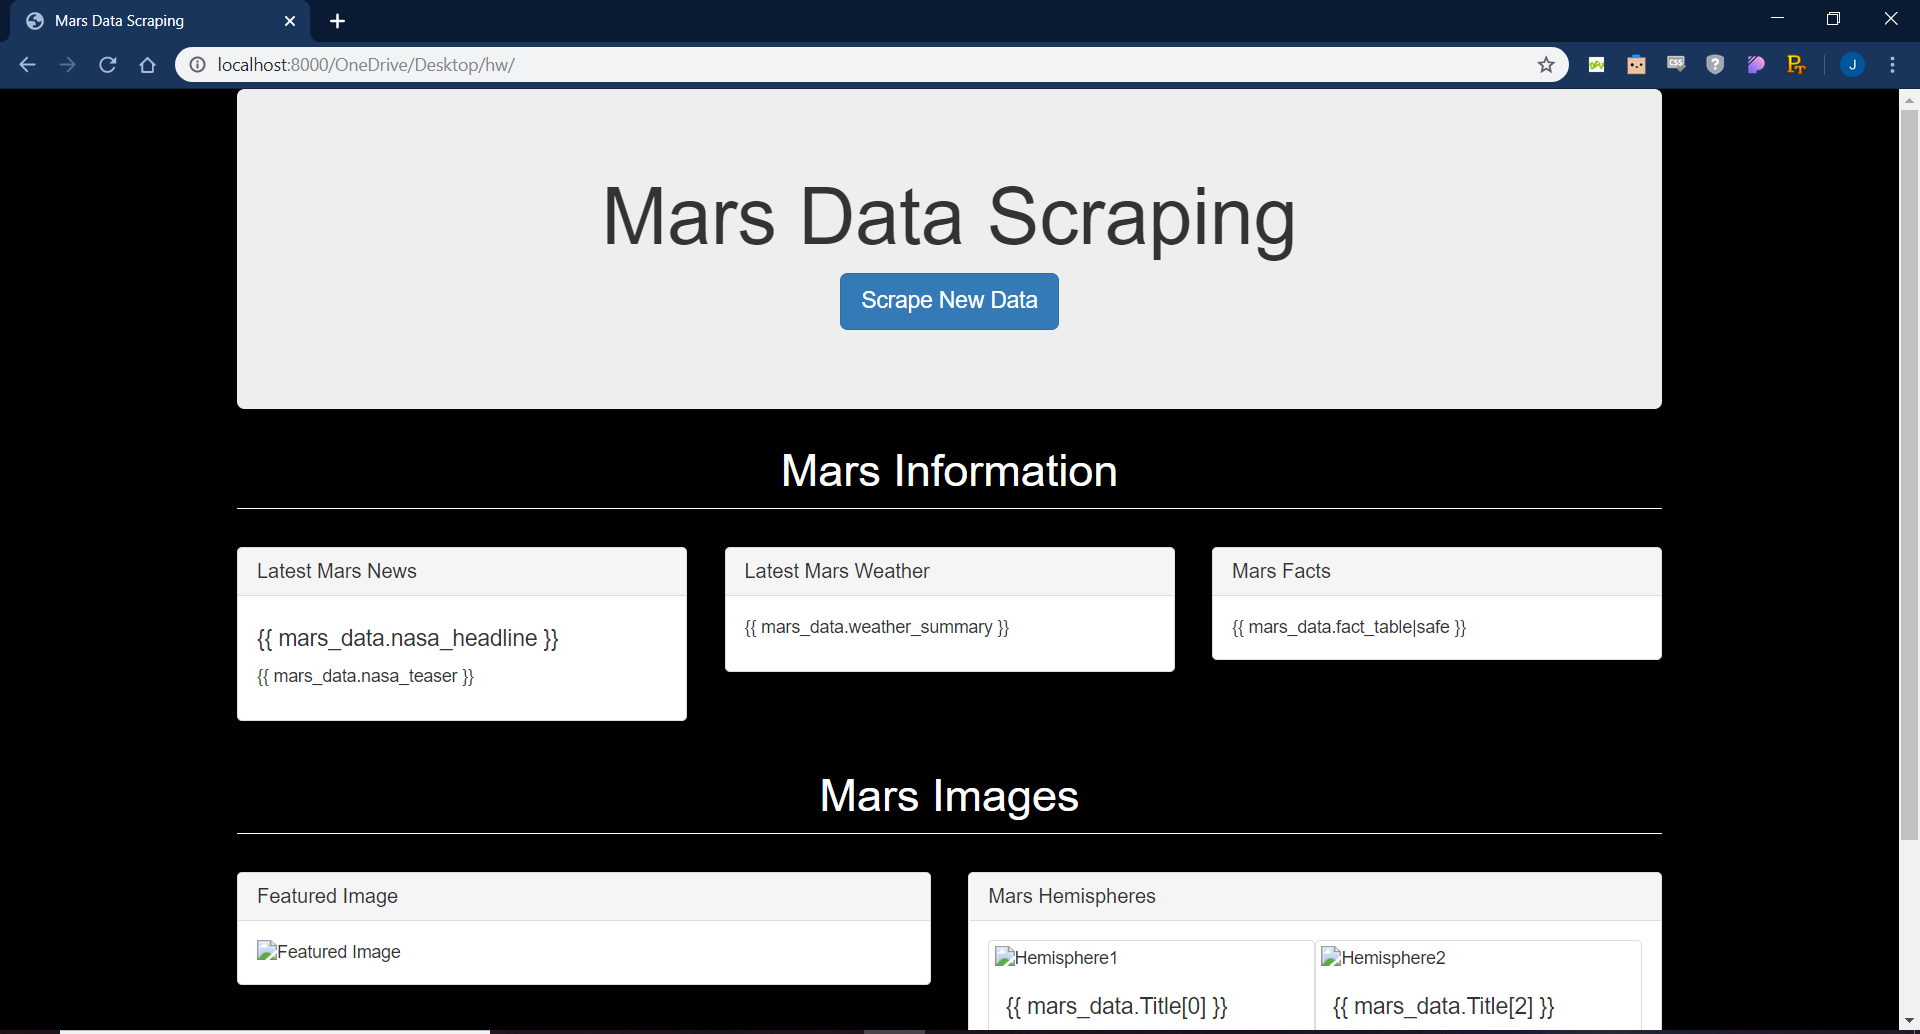 Mars Data Scraping
localhost:8000/OneDrive/Desktop/hw/
css
J
Mars Data Scraping
Scrape New Data
Mars Information
Latest Mars News
{{ mars_data.nasa_headline }}
{{ mars_data.nasa_teaser }}
Latest Mars Weather
{{ mars_data.weather_summary }}
Mars Facts
{{ mars_data.fact_table|safe }}
Mars Images
Featured Image
Featured Image
Mars Hemispheres
Hemisphere1
Hemisphere2
{{ mars_data.Title[0] }}
{{ mars_data.Title[2] }}